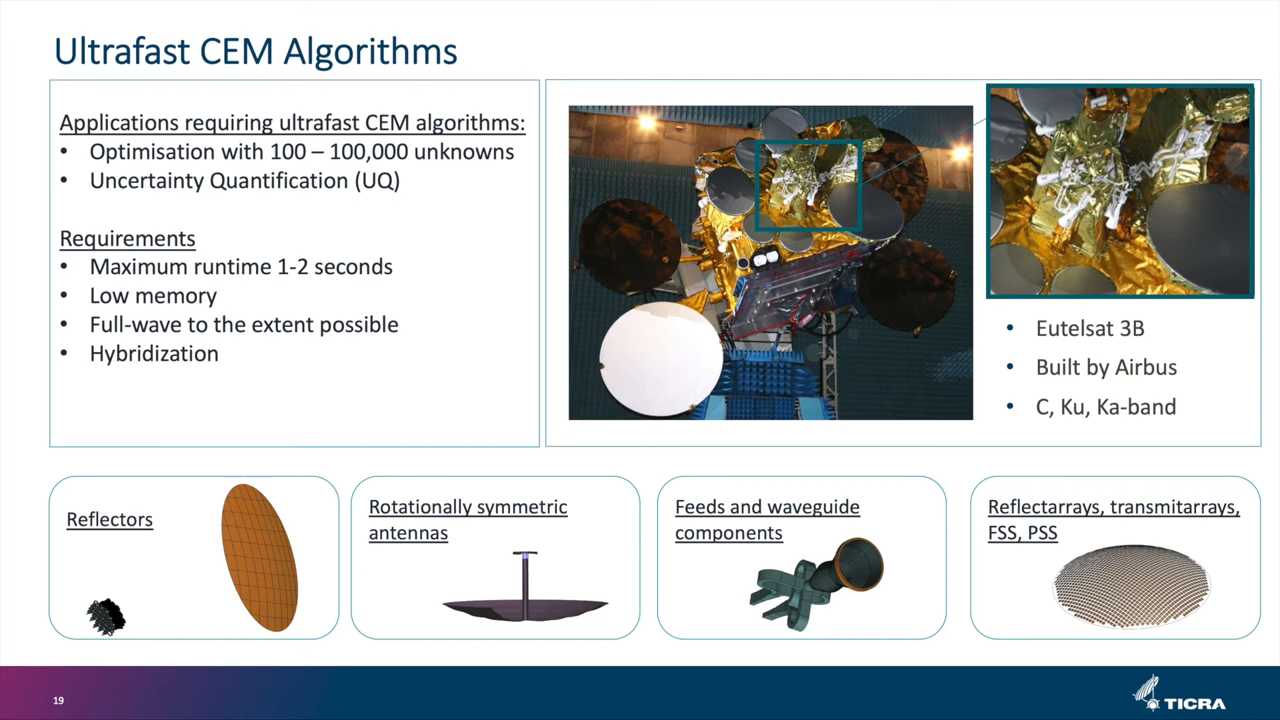 Ultrafast CEM Algorithms
Applications requiring ultrafast CEM algorithms:
• Optimisation with 100 – 100,000 unknowns
• Uncertainty Quantification (UQ)
Requirements
• Maximum runtime 1-2 seconds
• Low memory
• Full-wave to the extent possible
• Hybridization
• Eutelsat 3B
• Built by Airbus
• C, Ku, Ka-band
Reflectors
Rotationally symmetric
antennas
Feeds and waveguide
components
Reflectarrays, transmitarrays,
FSS, PSS
19
TICRA